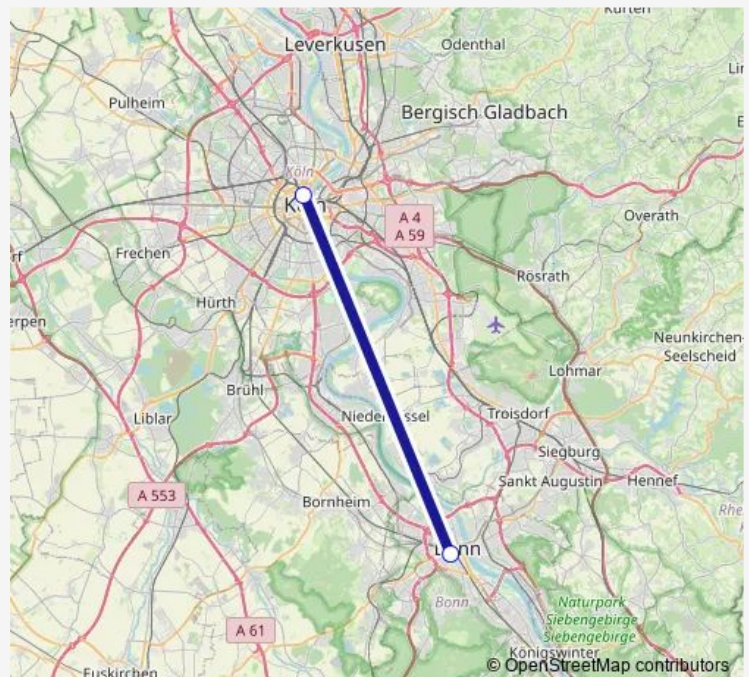 Kürten
Leverkusen
Odenthal
Pulheim
Bergisch Gladbach
Köln
Köln
A 4
A 59
Overath
Frechen
Rösrath
Hürth
Neunkirchen-
Seelscheid
Lohmar
Brühl
Liblar
Troisdorf
Siegburg
Sankt Augustin
Hennef
A 553
Bornheim
Bonn
Naturpark
Siebengebirge
Siebengebirge
A 61
Königswinter
Euskirchen
© OpenStreetMap contributors